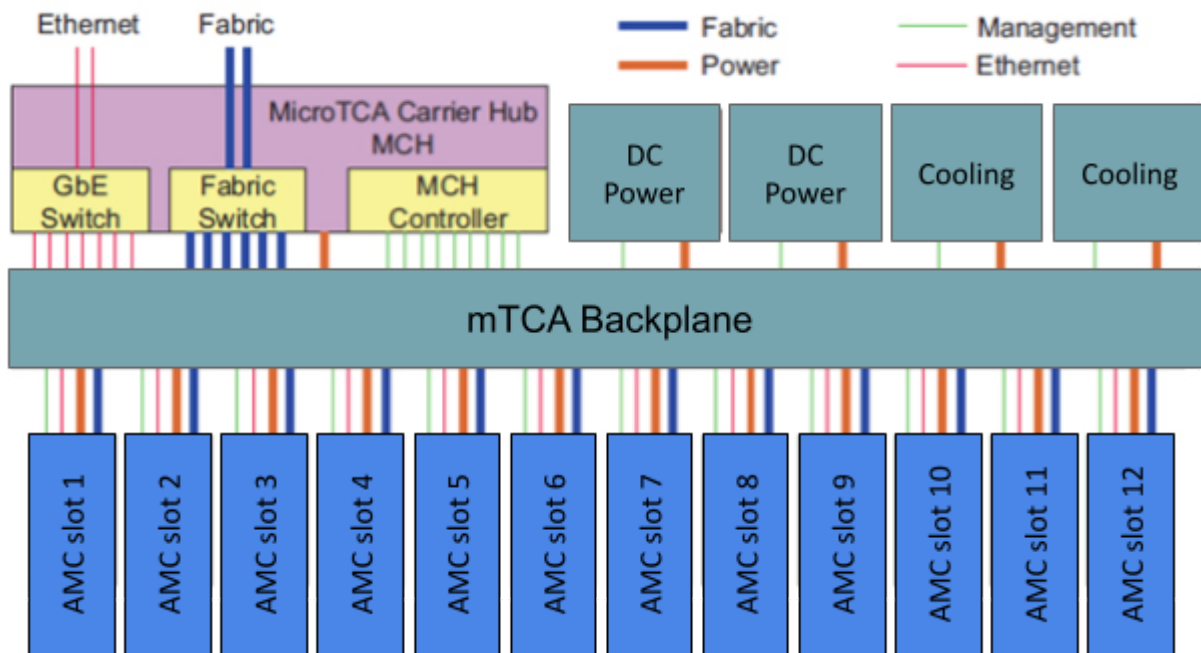 Ethernet
Fabric
Fabric
Management
Power
Ethernet
MicroTCA Carrier Hub
MCH
GbE
Switch
Fabric
Switch
MCH
Controller
DC
Power
DC
Power
Cooling
Cooling
mTCA Backplane
AMC slot 1
AMC slot 2
AMC slot 3
AMC slot 4
AMC slot 5
AMC slot 6
AMC slot 7
AMC slot 8
AMC slot 9
AMC slot 10
AMC slot 11
AMC slot 12